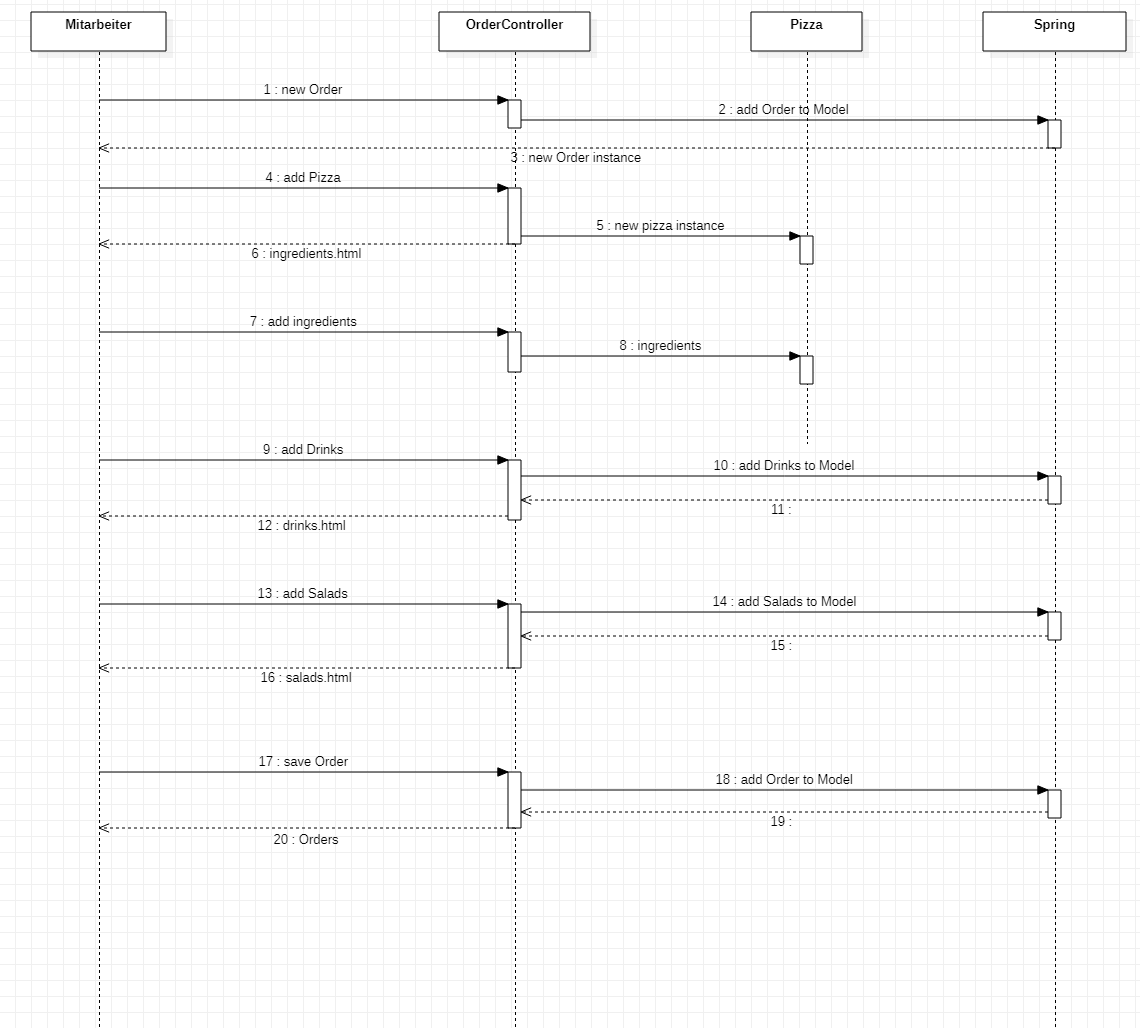 Mitarbeiter
OrderController
Pizza
Spring
1 : new Order
2 : add Order to Model
3 : new Order instance
4 : add Pizza
5 : new pizza instance
6 : ingredients.html
7 : add ingredients
8 : ingredients
9 : add Drinks
10 : add Drinks to Model
11 :
12 : drinks.html
13 : add Salads
14 : add Salads to Model
15 :
16 : salads.html
17 : save Order
18 : add Order to Model
19 :
20 : Orders